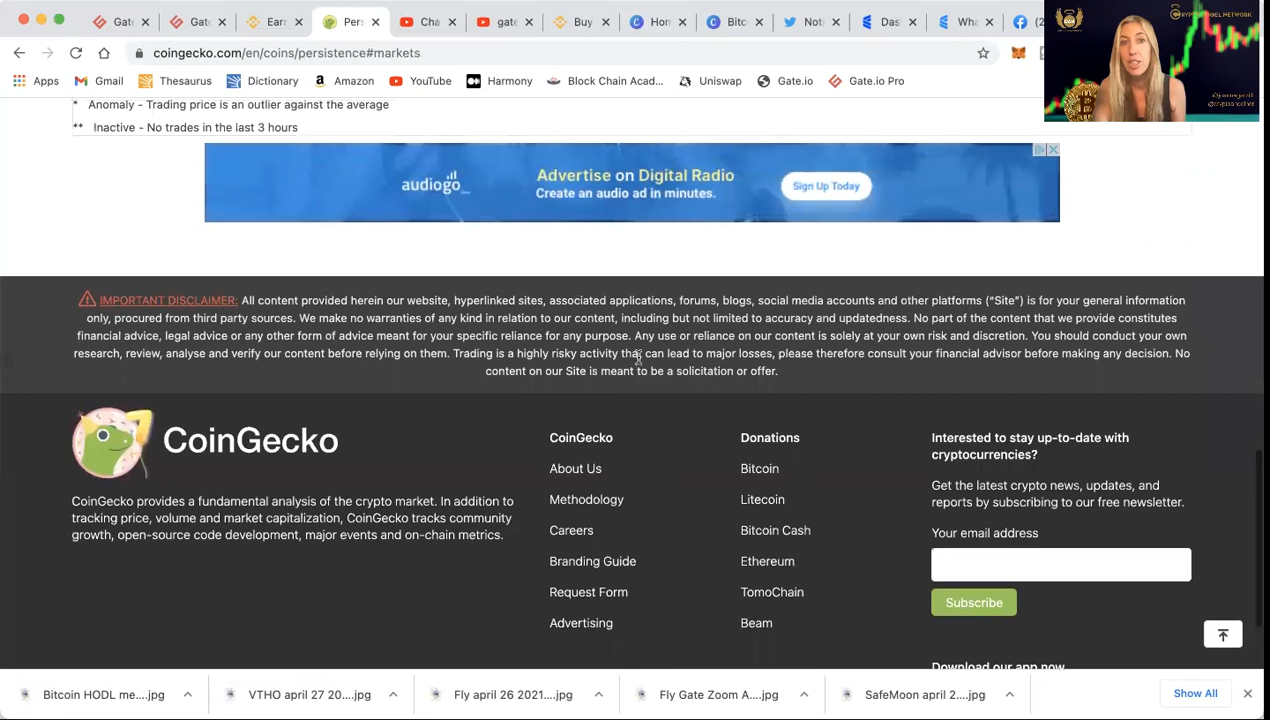 Gate
Gate
Earn
Pers
Cha
gate
Buy
Hon
Bitc
Noti
Das
Wha
coingecko.com/en/coins/persistence#markets
Apps
Gmail
Thesaurus
Dictionary
Amazon
YouTube
Harmony
Block Chain Acad...
Uniswap
Gate.io
Gate.io Pro
* Anomaly - Trading price is an outlier against the average
** Inactive - No trades in the last 3 hours
audiogo_
Advertise on Digital Radio
Create an audio ad in minutes.
Sign Up Today
IMPORTANT DISCLAIMER: All content provided herein our website, hyperlinked sites, associated applications, forums, blogs, social media accounts and other platforms (“Site”) is for your general information
only, procured from third party sources. We make no warranties of any kind in relation to our content, including but not limited to accuracy and updatedness. No part of the content that we provide constitutes
financial advice, legal advice or any other form of advice meant for your specific reliance for any purpose. Any use or reliance on our content is solely at your own risk and discretion. You should conduct your own
research, review, analyse and verify our content before relying on them. Trading is a highly risky activity that can lead to major losses, please therefore consult your financial advisor before making any decision. No
content on our Site is meant to be a solicitation or offer.
CoinGecko
CoinGecko provides a fundamental analysis of the crypto market. In addition to
tracking price, volume and market capitalization, CoinGecko tracks community
growth, open-source code development, major events and on-chain metrics.
CoinGecko
About Us
Methodology
Careers
Branding Guide
Request Form
Advertising
Donations
Bitcoin
Litecoin
Bitcoin Cash
Ethereum
TomoChain
Beam
Interested to stay up-to-date with
cryptocurrencies?
Get the latest crypto news, updates, and
reports by subscribing to our free newsletter.
Your email address
Subscribe
Download our app now
Bitcoin HODL me....jpg
VTHO april 27 20....jpg
Fly april 26 2021....jpg
Fly Gate Zoom A....jpg
SafeMoon april 2....jpg
Show All